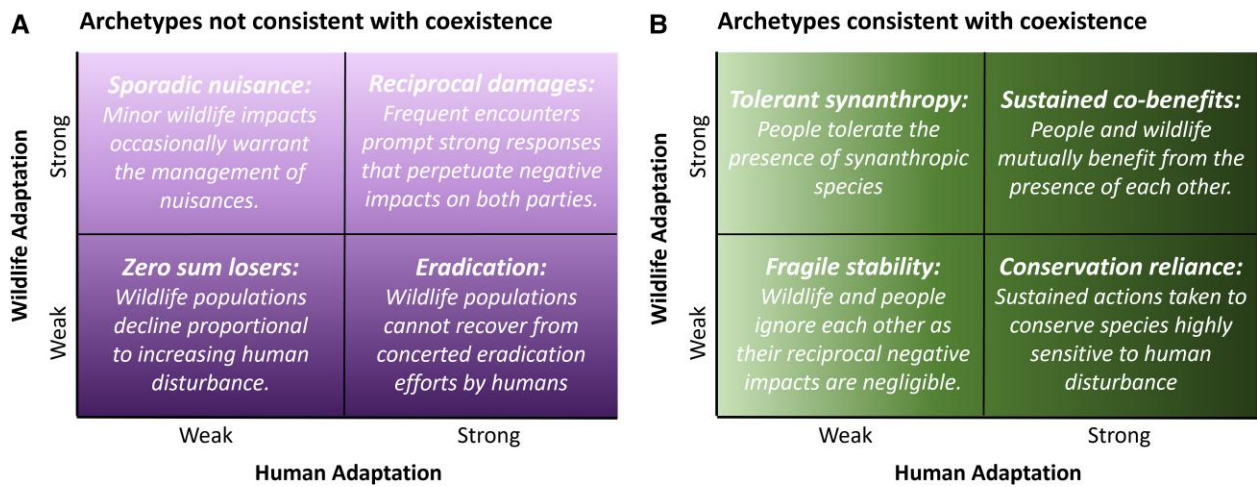 A
Archetypes not consistent with coexistence
Wildlife Adaptation
Strong
Weak
Sporadic nuisance:
Minor wildlife impacts
occasionally warrant
the management of
nuisances.
Reciprocal damages:
Frequent encounters
prompt strong responses
that perpetuate negative
impacts on both parties.
Zero sum losers:
Wildlife populations
decline proportional
to increasing human
disturbance.
Eradication:
Wildlife populations
cannot recover from
concerted eradication
efforts by humans
Weak
Strong
Human Adaptation
B
Archetypes consistent with coexistence
Wildlife Adaptation
Strong
Weak
Tolerant synanthropy:
People tolerate the
presence of synanthropic
species
Sustained co-benefits:
People and wildlife
mutually benefit from the
presence of each other.
Fragile stability:
Wildlife and people
ignore each other as
their reciprocal negative
impacts are negligible.
Conservation reliance:
Sustained actions taken to
conserve species highly
sensitive to human
disturbance
Weak
Strong
Human Adaptation